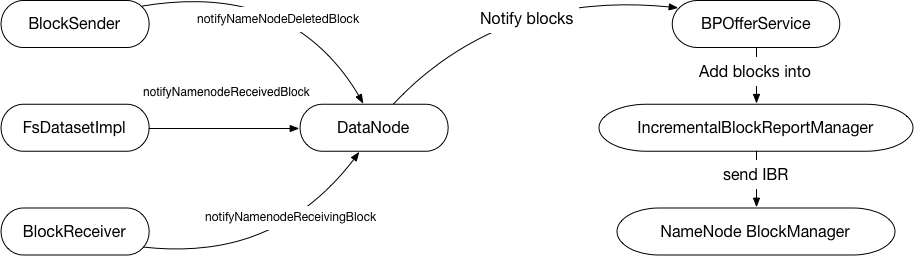 BlockSender
notifyNameNodeDeletedBlock
Notify blocks
BPOfferService
Add blocks into
notifyNamenodeReceivedBlock
FsDatasetImpl
DataNode
IncrementalBlockReportManager
send IBR
notifyNamenodeReceivingBlock
BlockReceiver
NameNode BlockManager